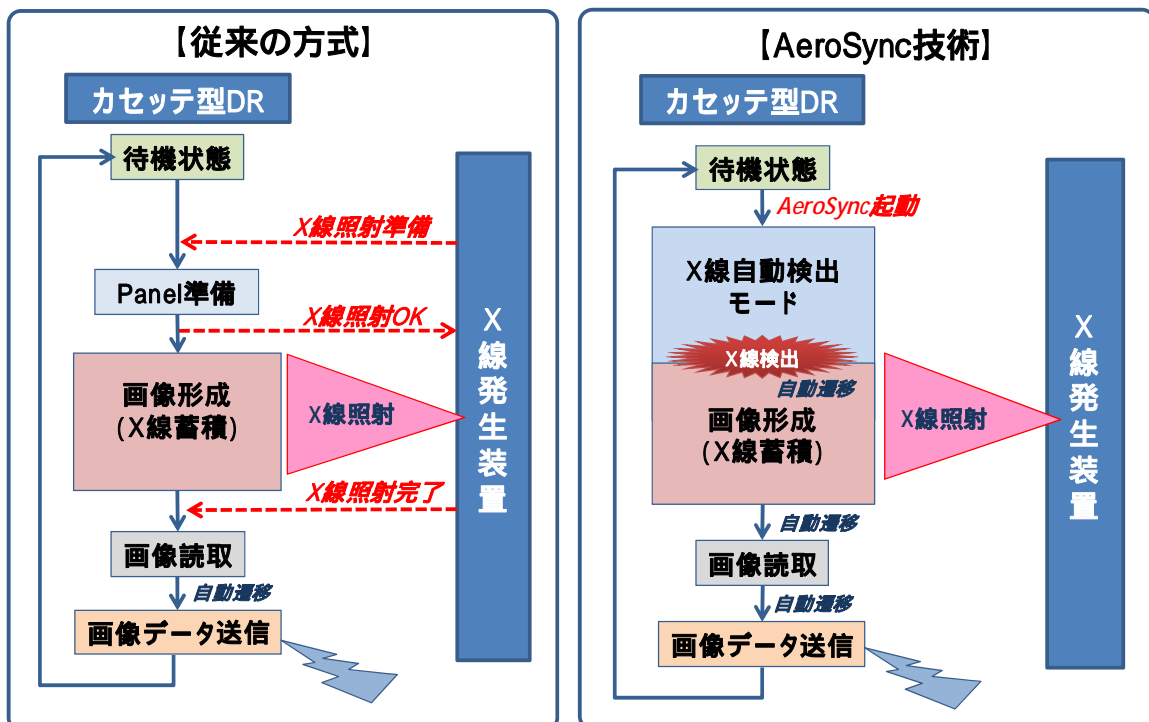 【従来の方式】
カセッテ型DR
待機状態
X線照射準備
Panel準備
X線照射OK
画像形成
(X線蓄積)
X線照射
X線照射完了
画像読取
自動遷移
画像データ送信
X線発生装置
【AeroSync技術】
カセッテ型DR
待機状態
AeroSync起動
X線自動検出
モード
X線検出
自動遷移
画像形成
(X線蓄積)
X線照射
自動遷移
画像読取
自動遷移
画像データ送信
X線発生装置